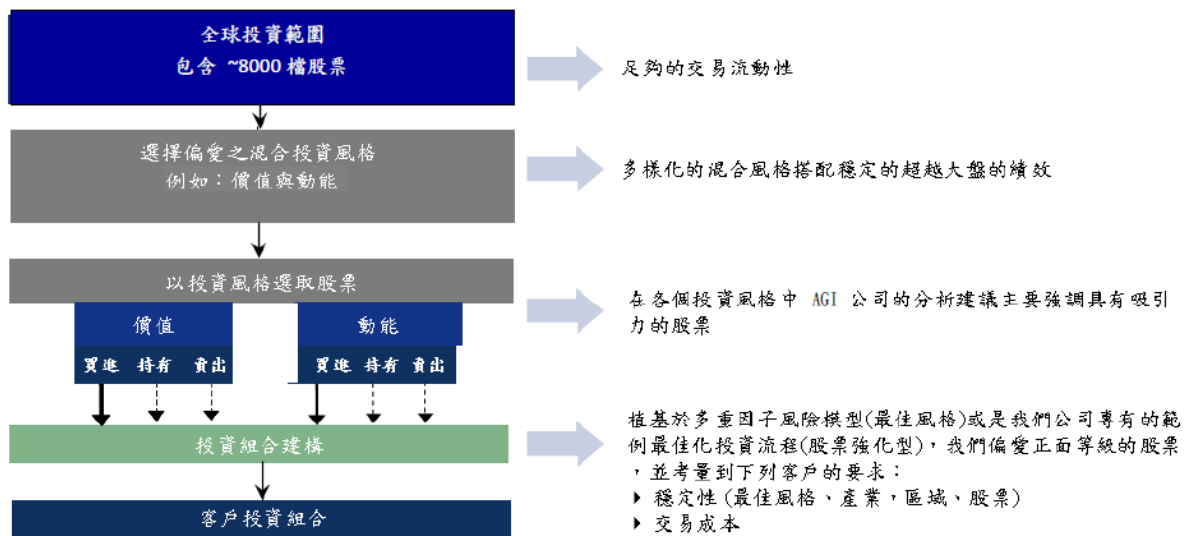 全球投資範圍
包含 ~8000 檔股票
足夠的交易流動性
選擇偏愛之混合投資風格
例如：價值與動能
多樣化的混合風格搭配穩定的超越大盤的績效
以投資風格選取股票
在各個投資風格中 AGI 公司的分析建議主要強調具有吸引
力的股票
價值
動能
買進 持有 賣出
買進 持有 賣出
投資組合建構
植基於多重因子風險模型(最佳風格)或是我們公司專有的範
例最佳化投資流程(股票強化型)，我們偏愛正面等級的股票
，並考量到下列客戶的要求：
穩定性(最佳風格、產業，區域、股票)
交易成本
客戶投資組合